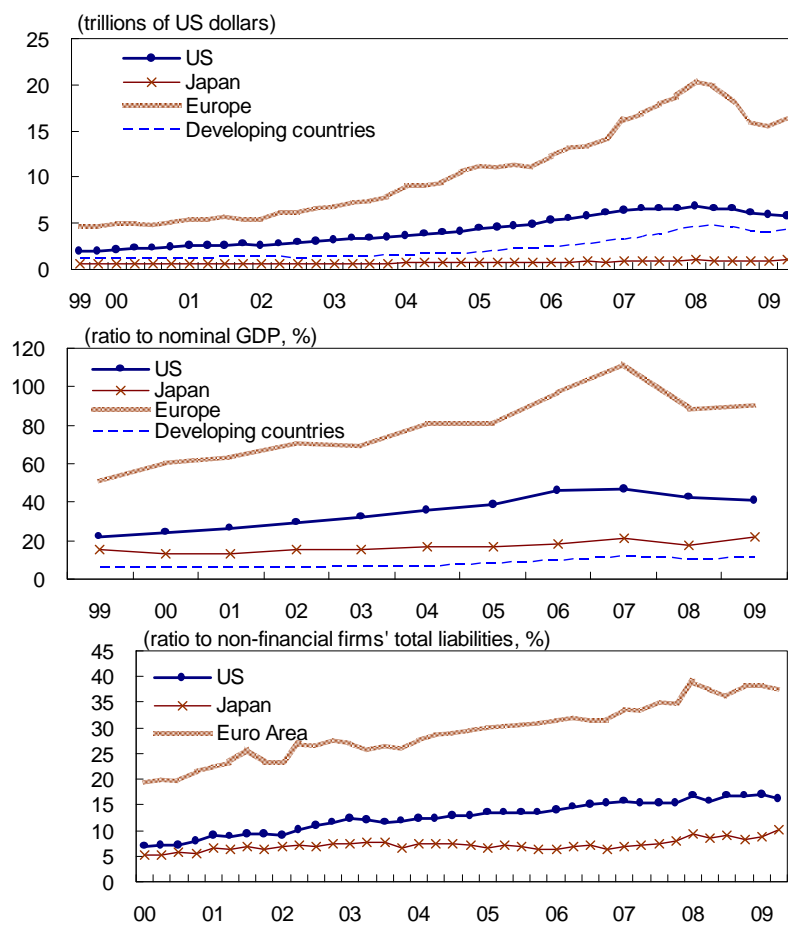 (trillions of US dollars)
25
20
15
10
5
0
US
Japan
Europe
Developing countries
99 00 01 02 03 04 05 06 07 08 09
(ratio to nominal GDP, %)
120
100
80
60
40
20
0
US
Japan
Europe
Developing countries
99 00 01 02 03 04 05 06 07 08 09
(ratio to non-financial firms' total liabilities, %)
45
40
35
30
25
20
15
10
5
0
US
Japan
Euro Area
00 01 02 03 04 05 06 07 08 09